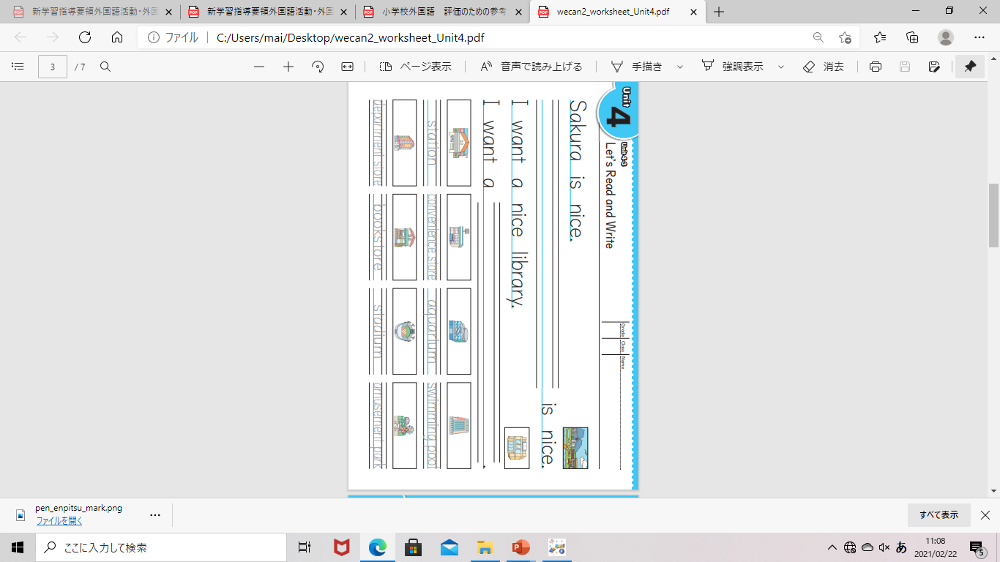 新学習指導要領外国語活動・外国
新学習指導要領外国語活動・外国
小学校外国語　評価のための参考
wecan2_worksheet_Unit4.pdf
ファイル
C:/Users/mai/Desktop/wecan2_worksheet_Unit4.pdf
3
/ 7
ページ表示
音声で読み上げる
手描き
強調表示
消去
Unit
4
Unit 4-3
Let's Read and Write
Grade
Class
Name
Sakura is nice.
is nice.
I want a nice library.
I want a
.
station
convenience store
aquarium
swimming pool
department store
bookstore
stadium
amusement park
pen_enpitsu_mark.png
ファイルを開く
すべて表示
ここに入力して検索
あ
11:08
2021/02/22
5